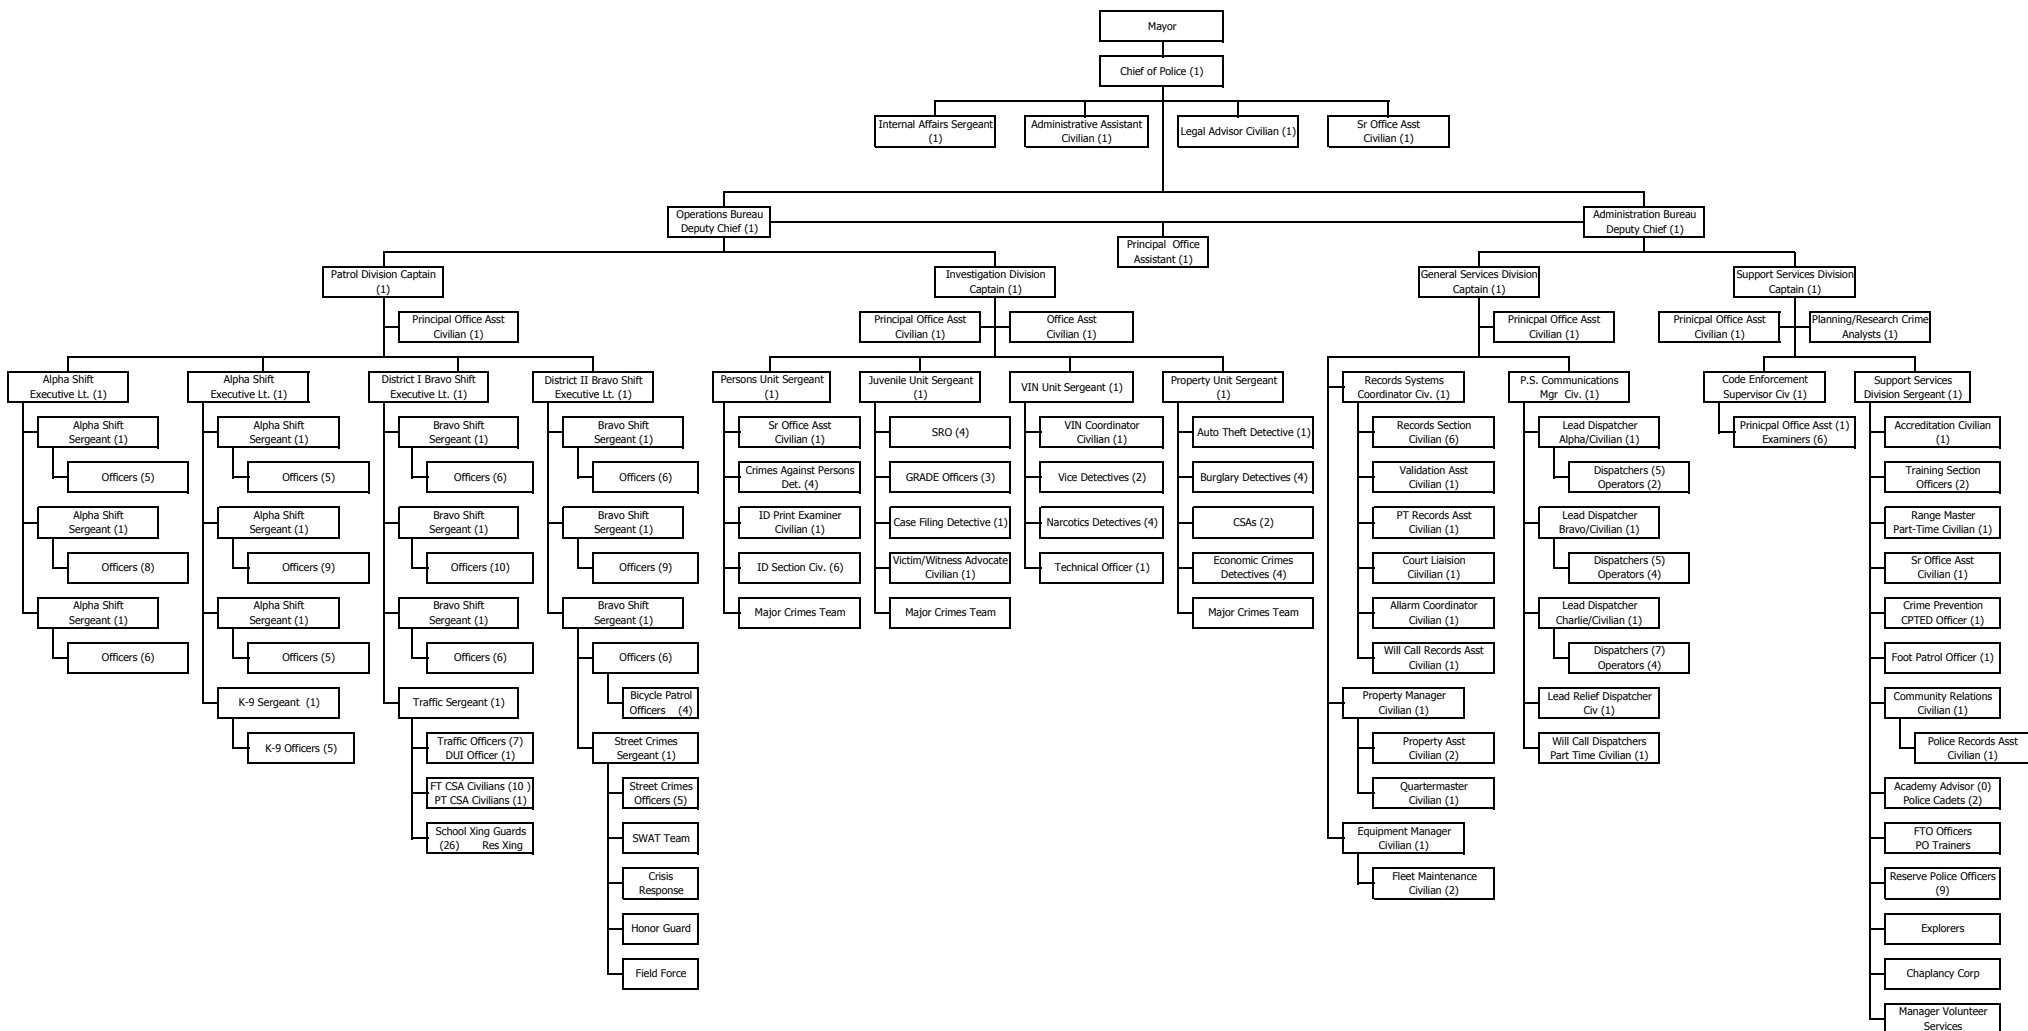 Mayor
Chief of Police (1)
Internal Affairs Sergeant
(1)
Administrative Assistant
Civilian (1)
Legal Advisor Civilian (1)
Sr Office Asst
Civilian (1)
Operations Bureau
Deputy Chief (1)
Administration Bureau
Deputy Chief (1)
Principal Office
Assistant (1)
Patrol Division Captain
(1)
Investigation Division
Captain (1)
General Services Division
Captain (1)
Support Services Division
Captain (1)
Principal Office Asst
Civilian (1)
Principal Office Asst
Civilian (1)
Office Asst
Civilian (1)
Prinicpal Office Asst
Civilian (1)
Prinicpal Office Asst
Civilian (1)
Planning/Research Crime
Analysts (1)
Alpha Shift
Executive Lt. (1)
Alpha Shift
Sergeant (1)
Officers (5)
Alpha Shift
Sergeant (1)
Officers (8)
Alpha Shift
Sergeant (1)
Officers (6)
Alpha Shift
Executive Lt. (1)
Alpha Shift
Sergeant (1)
Officers (5)
Alpha Shift
Sergeant (1)
Officers (9)
Alpha Shift
Sergeant (1)
Officers (5)
K-9 Sergeant (1)
K-9 Officers (5)
District I Bravo Shift
Executive Lt. (1)
Bravo Shift
Sergeant (1)
Officers (6)
Bravo Shift
Sergeant (1)
Officers (10)
Bravo Shift
Sergeant (1)
Officers (6)
Traffic Sergeant (1)
Traffic Officers (7)
DUI Officer (1)
FT CSA Civilians (10 )
PT CSA Civilians (1)
School Xing Guards
(26) Res Xing
District II Bravo Shift
Executive Lt. (1)
Bravo Shift
Sergeant (1)
Officers (6)
Bravo Shift
Sergeant (1)
Officers (9)
Bravo Shift
Sergeant (1)
Officers (6)
Bicycle Patrol
Officers (4)
Street Crimes
Sergeant (1)
Street Crimes
Officers (5)
SWAT Team
Crisis
Response
Honor Guard
Field Force
Persons Unit Sergeant
(1)
Sr Office Asst
Civilian (1)
Crimes Against Persons
Det. (4)
ID Print Examiner
Civilian (1)
ID Section Civ. (6)
Major Crimes Team
Juvenile Unit Sergeant
(1)
SRO (4)
GRADE Officers (3)
Case Filing Detective (1)
Victim/Witness Advocate
Civilian (1)
Major Crimes Team
VIN Unit Sergeant (1)
VIN Coordinator
Civilian (1)
Vice Detectives (2)
Narcotics Detectives (4)
Technical Officer (1)
Property Unit Sergeant
(1)
Auto Theft Detective (1)
Burglary Detectives (4)
CSAs (2)
Economic Crimes
Detectives (4)
Major Crimes Team
Records Systems
Coordinator Civ. (1)
Records Section
Civilian (6)
Validation Asst
Civilian (1)
PT Records Asst
Civilian (1)
Court Liaision
Ciivilian (1)
Allarm Coordinator
Civilian (1)
Will Call Records Asst
Civilian (1)
Property Manager
Civilian (1)
Property Asst
Civilian (2)
Quartermaster
Civilian (1)
Equipment Manager
Civilian (1)
Fleet Maintenance
Civilian (2)
P.S. Communications
Mgr Civ. (1)
Lead Dispatcher
Alpha/Civilian (1)
Dispatchers (5)
Operators (2)
Lead Dispatcher
Bravo/Civilian (1)
Dispatchers (5)
Operators (4)
Lead Dispatcher
Charlie/Civilian (1)
Dispatchers (7)
Operators (4)
Lead Relief Dispatcher
Civ (1)
Will Call Dispatchers
Part Time Civilian (1)
Code Enforcement
Supervisor Civ (1)
Prinicpal Office Asst (1)
Examiners (6)
Support Services
Division Sergeant (1)
Accreditation Civilian
(1)
Training Section
Officers (2)
Range Master
Part-Time Civilian (1)
Sr Office Asst
Civilian (1)
Crime Prevention
CPTED Officer (1)
Foot Patrol Officer (1)
Community Relations
Civilian (1)
Police Records Asst
Civilian (1)
Academy Advisor (0)
Police Cadets (2)
FTO Officers
PO Trainers
Reserve Police Officers
(9)
Explorers
Chaplancy Corp
Manager Volunteer
Services